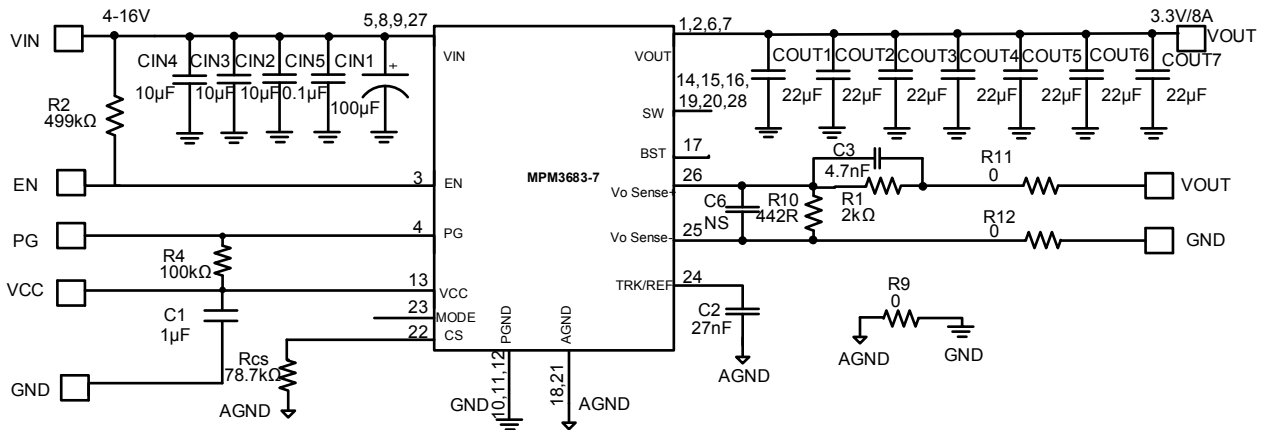 4-16V
5,8,9,27
1,2,6,7
3.3V/8A
VIN
VIN
VOUT
VOUT
CIN4 CIN3 CIN2 CIN5 CIN1
+
10µF 10µF 10µF 0.1µF
100µF
COUT1 COUT2 COUT3 COUT4 COUT5 COUT6 COUT7
22µF 22µF 22µF 22µF 22µF 22µF 22µF
14,15,16,
19,20,28
SW
R2
499kΩ
17
BST
MPM3683-7
C3
4.7nF
R11
0
EN
3
EN
26
Vo Sense+
C6
NS
R10
442R
R1
2kΩ
VOUT
PG
4
PG
25
Vo Sense-
R12
0
GND
R4
100kΩ
VCC
13
VCC
24
TRK/REF
C2
27nF
AGND
R9
0
AGND
GND
C1
1µF
23
MODE
22
CS
Rcs
78.7kΩ
GND
AGND
PGND
AGND
10,11,12
18,21
GND
AGND